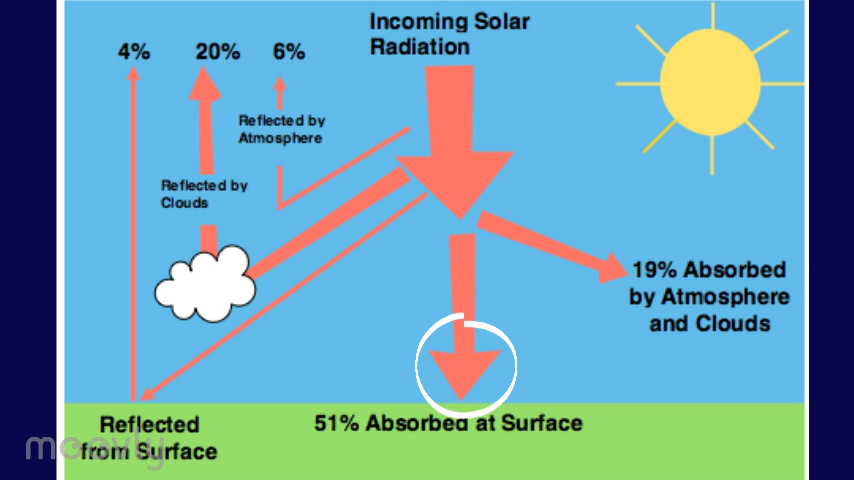 Incoming Solar
Radiation
4%
20%
6%
Reflected by
Atmosphere
Reflected by
Clouds
19% Absorbed
by Atmosphere
and Clouds
Reflected
from Surface
51% Absorbed at Surface
moovly